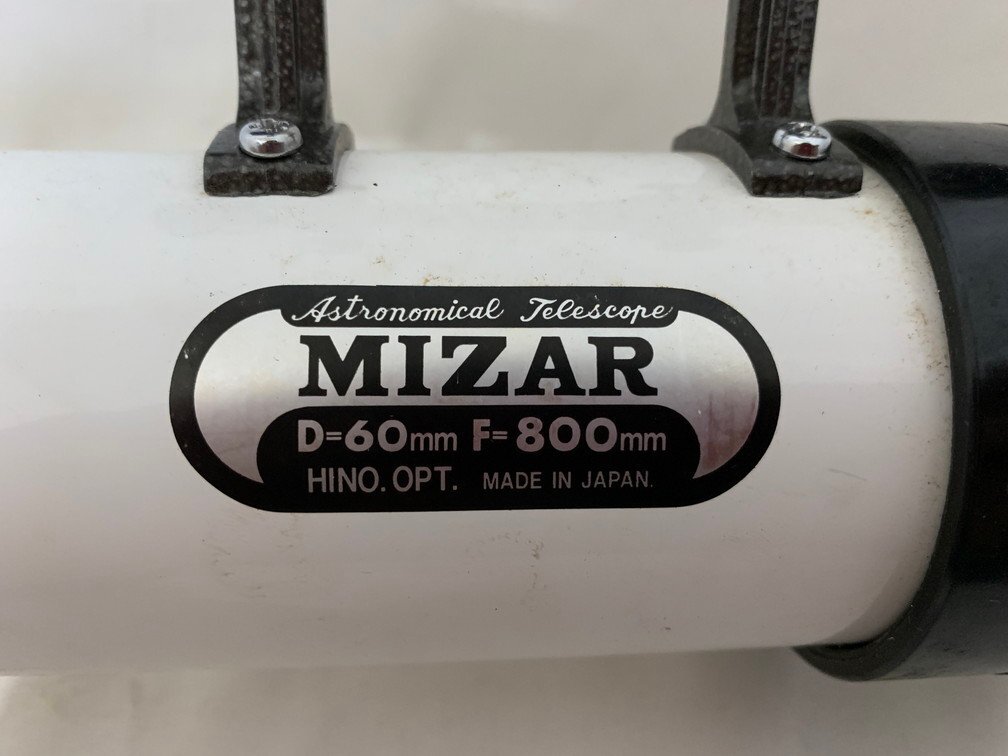 Astronomical Telescope
MIZAR
D=60mm F=800mm
HINO. OPT. MADE IN JAPAN.